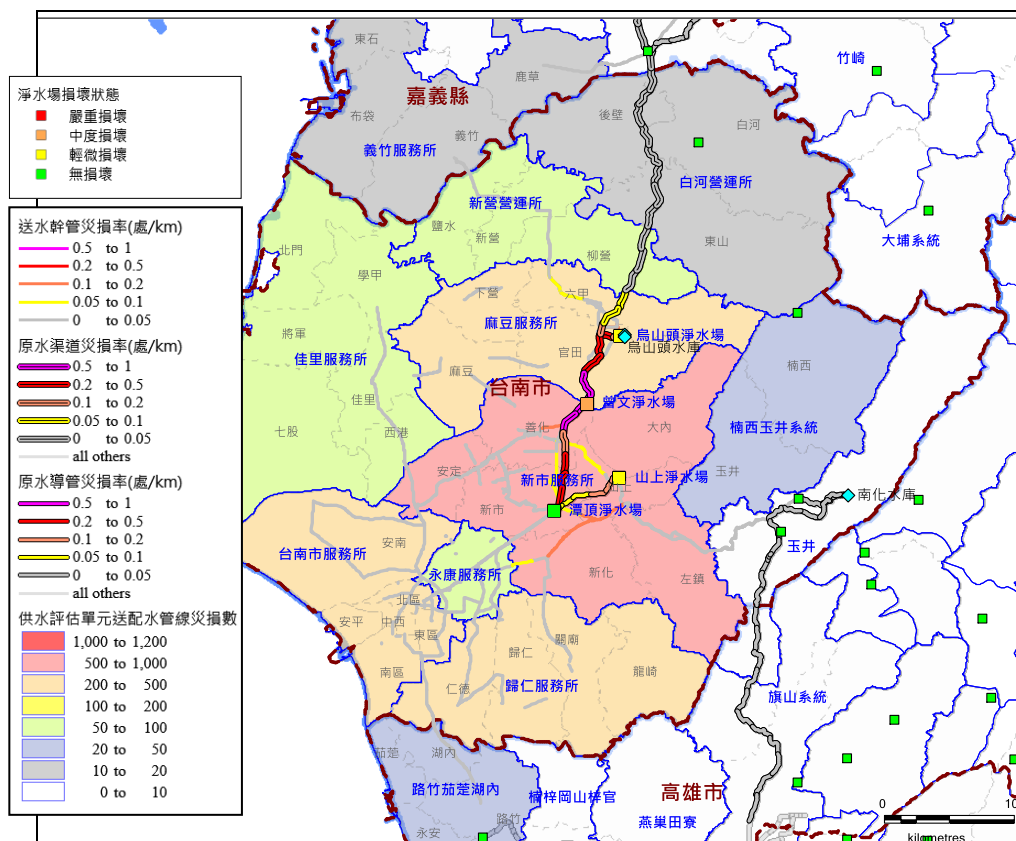 淨水場損壞狀態
嚴重損壞
中度損壞
輕微損壞
無損壞
送水幹管災損率(處/km)
0.5 to 1
0.2 to 0.5
0.1 to 0.2
0.05 to 0.1
0 to 0.05
原水渠道災損率(處/km)
0.5 to 1
0.2 to 0.5
0.1 to 0.2
0.05 to 0.1
0 to 0.05
all others
原水導管災損率(處/km)
0.5 to 1
0.2 to 0.5
0.1 to 0.2
0.05 to 0.1
0 to 0.05
all others
供水評估單元送配水管線災損數
1,000 to 1,200
500 to 1,000
200 to 500
100 to 200
50 to 100
20 to 50
10 to 20
0 to 10
東石
鹿草
竹崎
嘉義縣
布袋
後壁
白河
義竹
義竹服務所
白河營運所
新營營運所
鹽水
新營
東山
大埔系統
北門
柳營
學甲
下營
六甲
將軍
麻豆服務所
烏山頭淨水場
烏山頭水庫
佳里服務所
官田
楠西
麻豆
台南市
佳里
曾文淨水場
七股
西港
善化
大內
楠西玉井系統
安定
新市服務所
山上淨水場
山上
玉井
南化水庫
新市
潭頂淨水場
安南
台南市服務所
玉井
永康服務所
新化
左鎮
北區
安平
中西
東區
關廟
歸仁
南區
仁德
歸仁服務所
龍崎
旗山系統
茄萣
湖內
路竹茄萣湖內
楠梓岡山梓官
高雄市
燕巢田寮
路竹
永安
0
10
kilometres